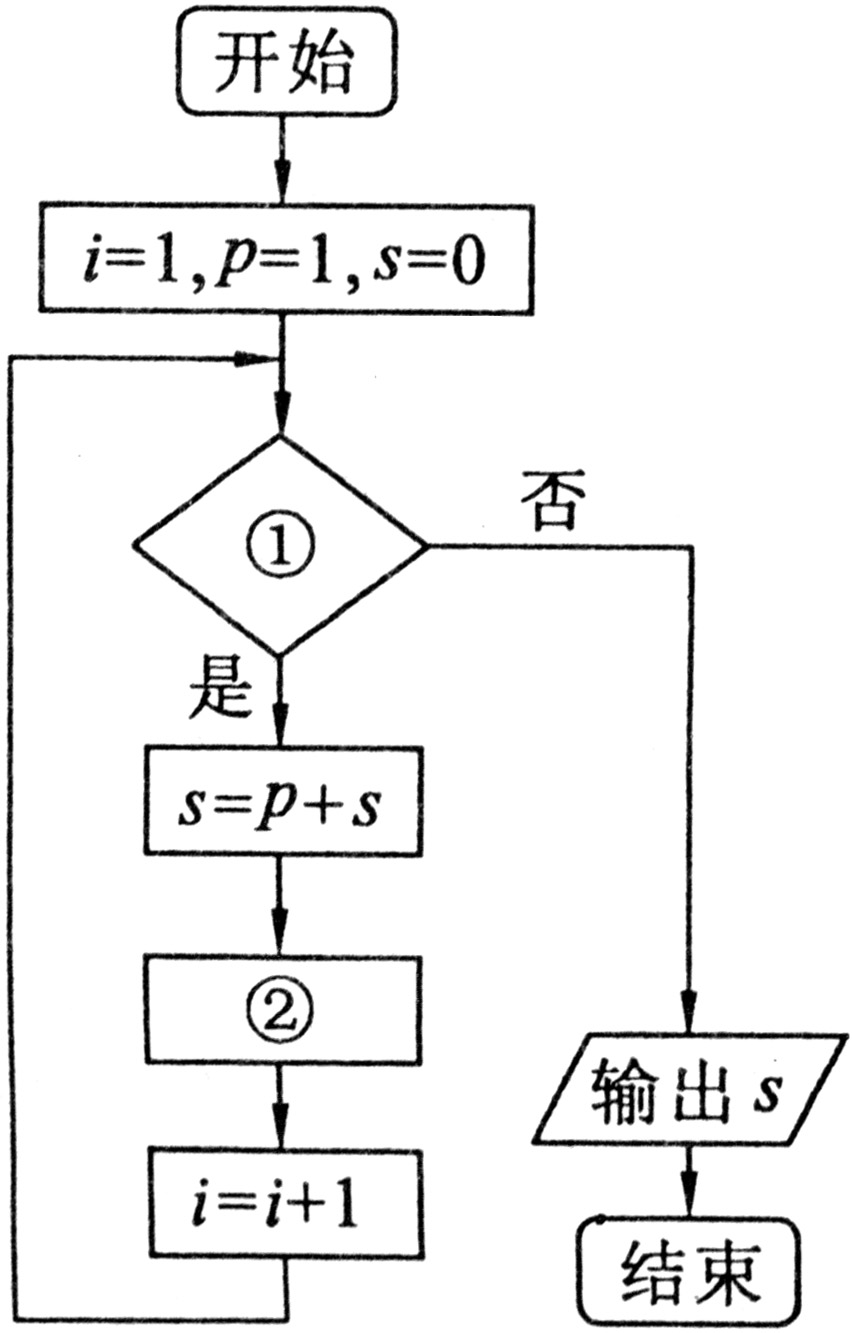 开始
i=1,p=1,s=0
①
否
是
s=p+s
②
输出 s
i=i+1
结束